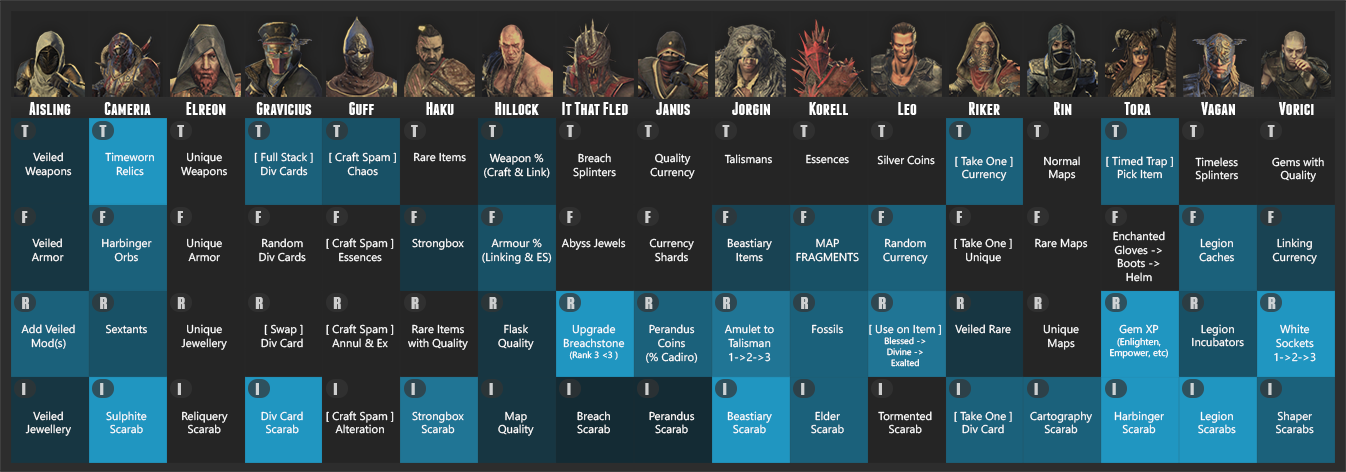 AISLING CAMERIA ELREON GRAVICIUS GUFF HAKU HILLOCK IT THAT FLED JANUS JORGIN KORELL LEO RIKER RIN TORA VAGAN VORICI
T T T T T T T T T T T T T T T T T
Veiled
Weapons
Timeworn
Relics
Unique
Weapons
[ Full Stack ]
Div Cards
[ Craft Spam ]
Chaos
Rare Items
Weapon %
(Craft & Link)
Breach
Splinters
Quality
Currency
Talismans
Essences
Silver Coins
[ Take One ]
Currency
Normal
Maps
[ Timed Trap ]
Pick Item
Timeless
Splinters
Gems with
Quality
F F F F F F F F F F F F F F F F F
Veiled
Armor
Harbinger
Orbs
Unique
Armor
Random
Div Cards
[ Craft Spam ]
Essences
Strongbox
Armour %
(Linking & ES)
Abyss Jewels
Currency
Shards
Beastiary
Items
MAP
FRAGMENTS
Random
Currency
[ Take One ]
Unique
Rare Maps
Enchanted
Gloves ->
Boots ->
Helm
Legion
Caches
Linking
Currency
R R R R R R R R R R R R R R R R R
Add Veiled
Mod(s)
Sextants
Unique
Jewellery
[ Swap ]
Div Card
[ Craft Spam ]
Annul & Ex
Rare Items
with Quality
Flask
Quality
Upgrade
Breachstone
(Rank 3 <3 )
Perandus
Coins
(% Cadiro)
Amulet to
Talisman
1->2->3
Fossils
[ Use on Item ]
Blessed ->
Divine ->
Exalted
Veiled Rare
Unique
Maps
Gem XP
(Enlighten,
Empower, etc)
Legion
Incubators
White
Sockets
1->2->3
I I I I I I I I I I I I I I I I I
Veiled
Jewellery
Sulphite
Scarab
Reliquery
Scarab
Div Card
Scarab
[ Craft Spam ]
Alteration
Strongbox
Scarab
Map
Quality
Breach
Scarab
Perandus
Scarab
Beastiary
Scarab
Elder
Scarab
Tormented
Scarab
[ Take One ]
Div Card
Cartography
Scarab
Harbinger
Scarab
Legion
Scarabs
Shaper
Scarabs